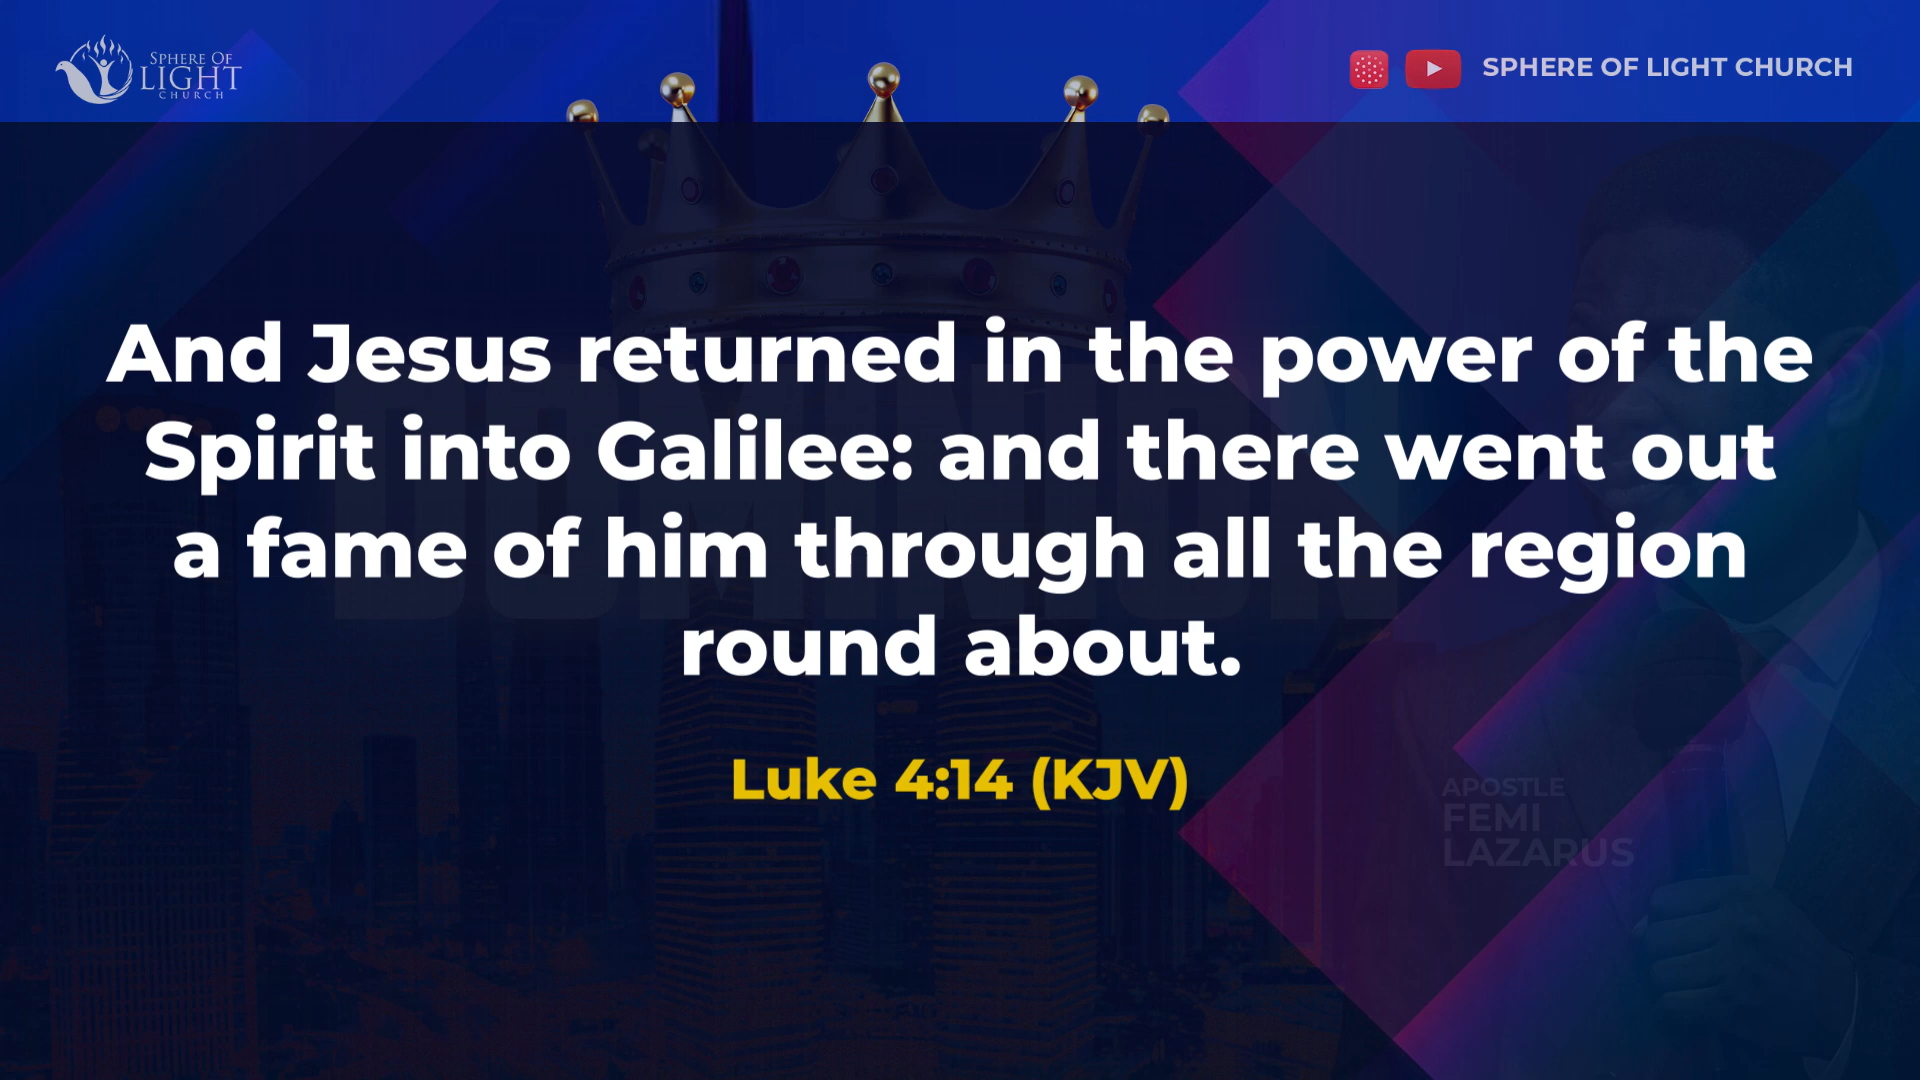 SPHERE OF
LIGHT
CHURCH
SPHERE OF LIGHT CHURCH
DOMINION
And Jesus returned in the power of the
Spirit into Galilee: and there went out
a fame of him through all the region
round about.
Luke 4:14 (KJV)
APOSTLE
FEMI
LAZARUS